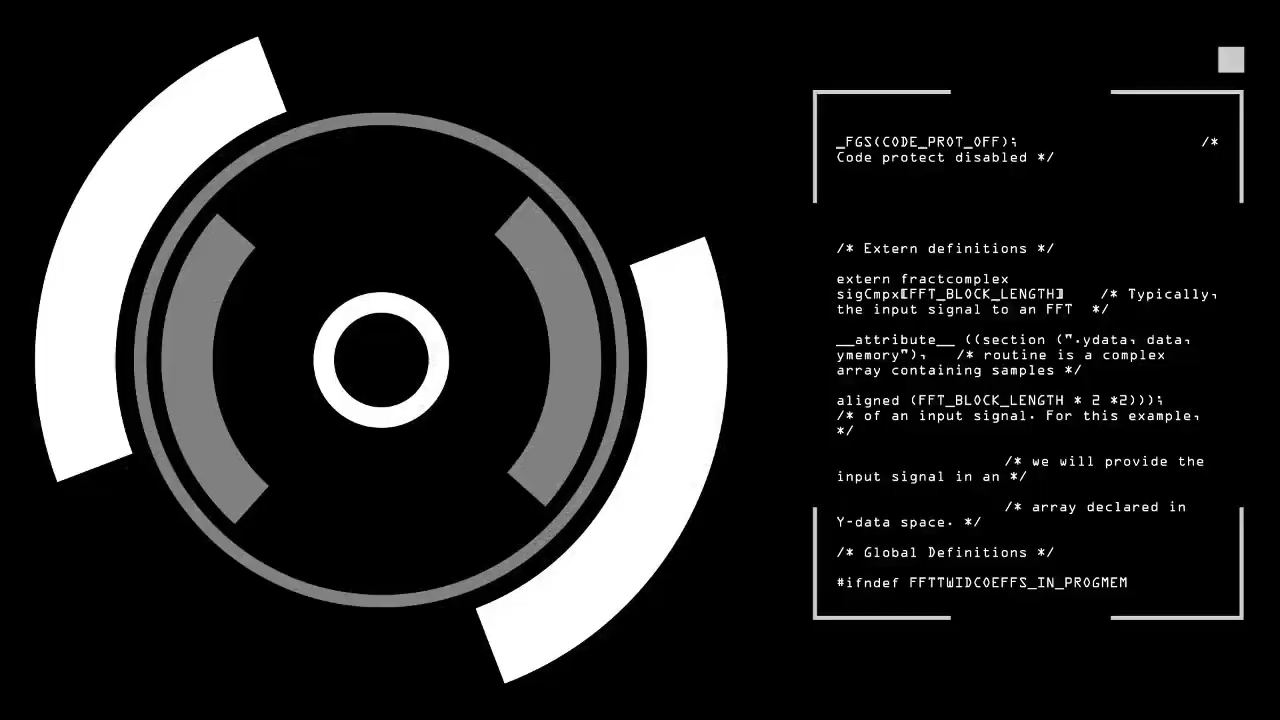 _FGS(CODE_PROT_OFF); /*
Code protect disabled */
/* Extern definitions */
extern fractcomplex
sigCmpx[FFT_BLOCK_LENGTH] /* Typically,
the input signal to an FFT */
__attribute__ ((section (".ydata, data,
ymemory"), /* routine is a complex
array containing samples */
aligned (FFT_BLOCK_LENGTH * 2 *2)));
/* of an input signal. For this example,
*/
/* we will provide the
input signal in an */
/* array declared in
Y-data space. */
/* Global Definitions */
#ifndef FFTTWIDCOEFFS_IN_PROGMEM